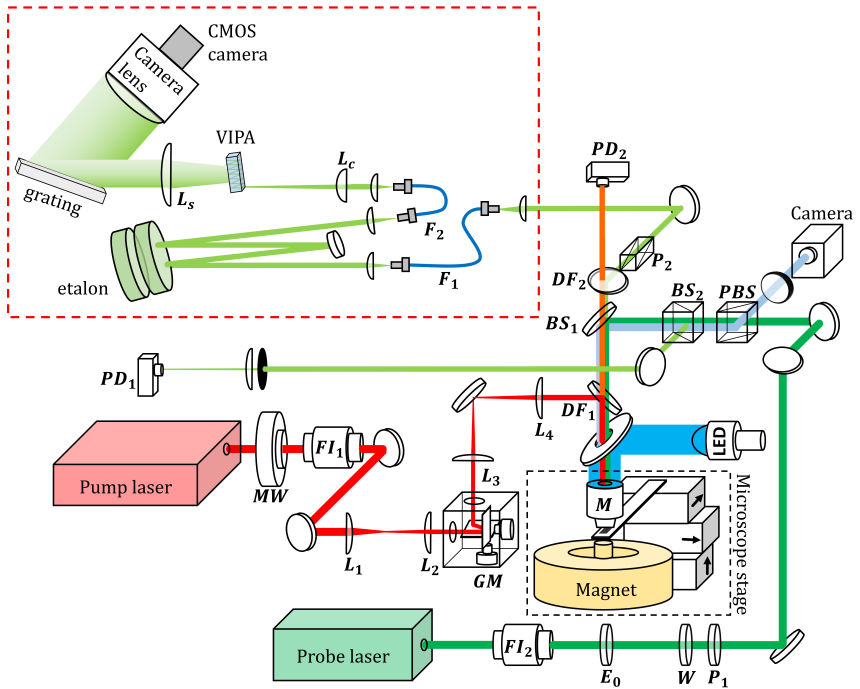 CMOS
camera
Camera
lens
VIPA
L_c
L_s
grating
F_2
F_1
etalon
PD_2
P_2
DF_2
Camera
BS_2
PBS
BS_1
PD_1
DF_1
L_4
LED
Pump laser
MW
FI_1
L_3
M
Microscope stage
L_1
L_2
GM
Magnet
Probe laser
FI_2
E_0
W
P_1